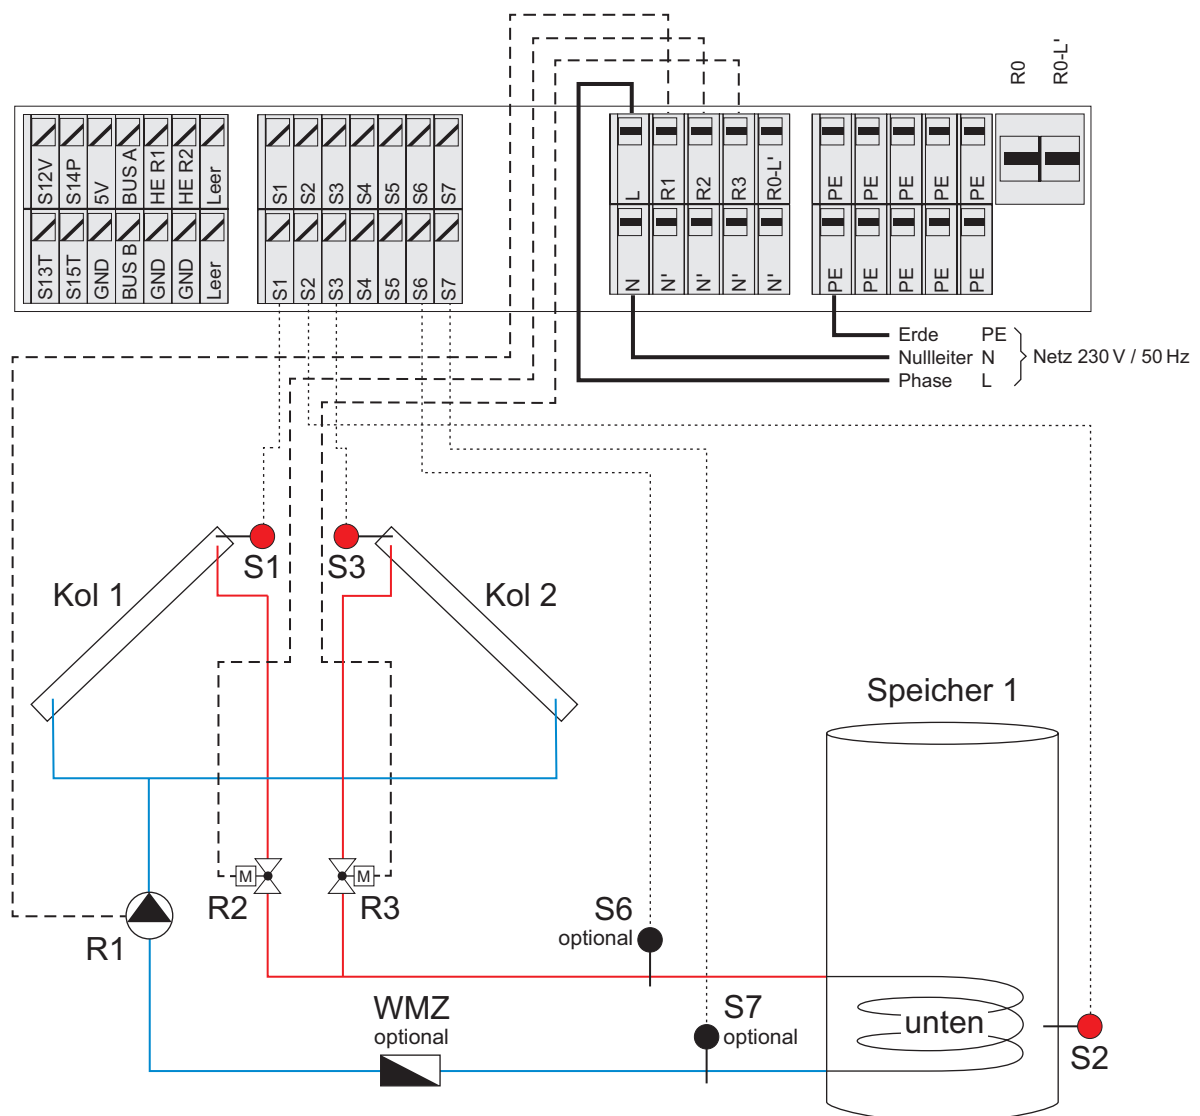 R0
R0-L'
S12V
S14P
5V
BUS A
HE R1
HE R2
Leer
S1
S2
S3
S4
S5
S6
S7
L
R1
R2
R3
R0-L'
PE
PE
PE
PE
PE
S13T
S15T
GND
BUS B
GND
GND
Leer
S1
S2
S3
S4
S5
S6
S7
N
N'
N'
N'
N'
PE
PE
PE
PE
PE
Erde PE
Nullleiter N
Phase L
Netz 230 V / 50 Hz
S1
S3
Kol 1
Kol 2
Speicher 1
M
M
R2
R3
R1
S6
optional
WMZ
optional
S7
optional
unten
S2